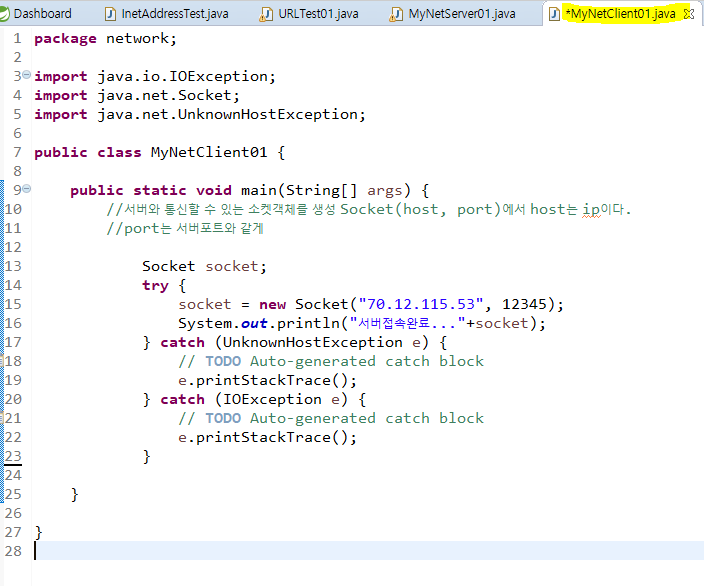 Dashboard InetAddressTest.java URLTest01.java MyNetServer01.java *MyNetClient01.java
1 package network;
2
3 import java.io.IOException;
4 import java.net.Socket;
5 import java.net.UnknownHostException;
6
7 public class MyNetClient01 {
8
9 public static void main(String[] args) {
10 //서버와 통신할 수 있는 소켓객체를 생성 Socket(host, port)에서 host는 ip이다.
11 //port는 서버포트와 같게
12
13 Socket socket;
14 try {
15 socket = new Socket("70.12.115.53", 12345);
16 System.out.println("서버접속완료..."+socket);
17 } catch (UnknownHostException e) {
18 // TODO Auto-generated catch block
19 e.printStackTrace();
20 } catch (IOException e) {
21 // TODO Auto-generated catch block
22 e.printStackTrace();
23 }
24
25 }
26
27 }
28